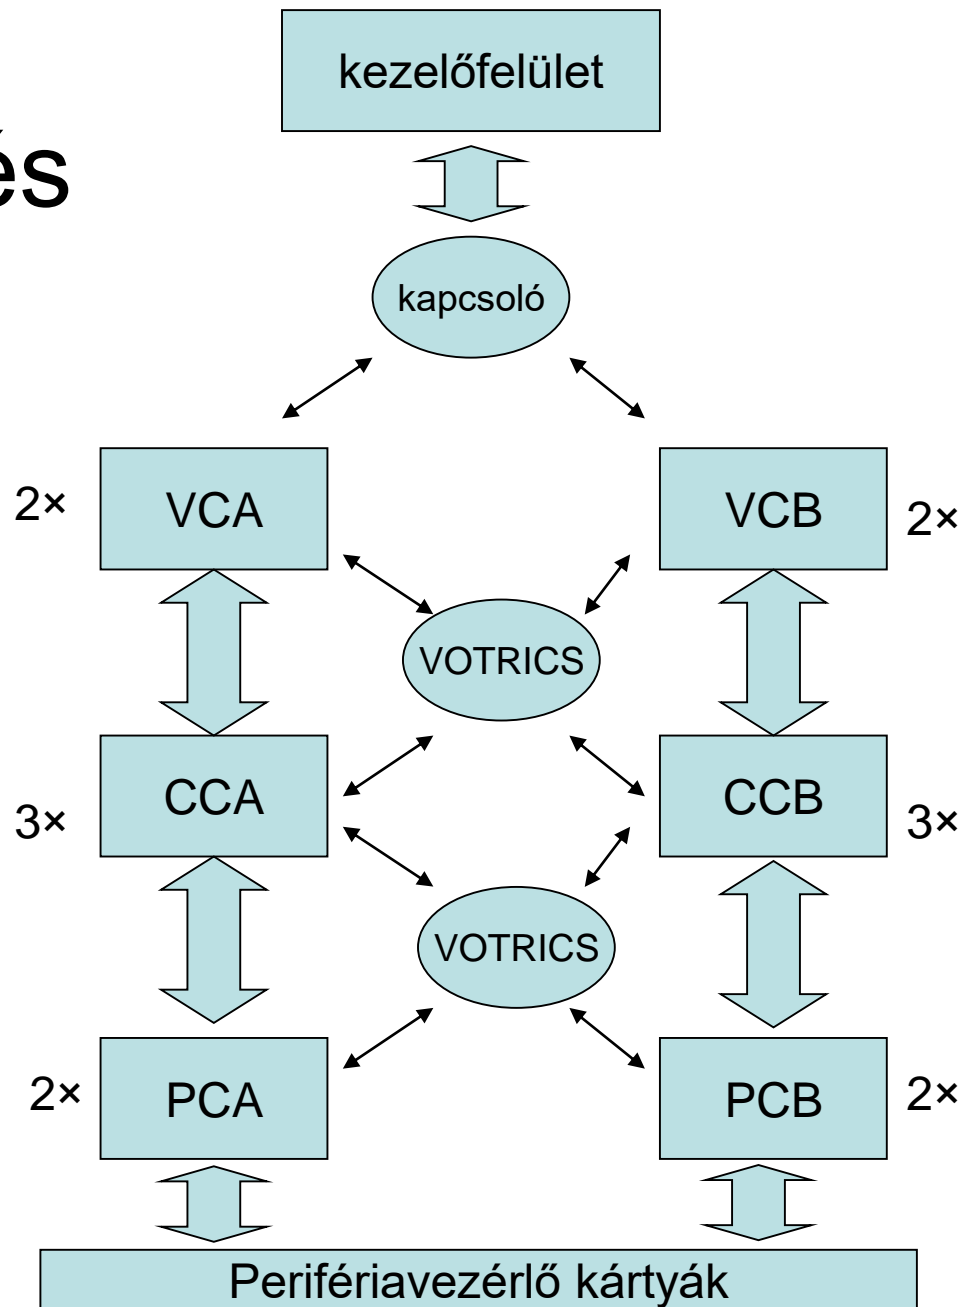 kezelőfelület
és
kapcsoló
2× VCA VCB 2×
VOTRICS
3× CCA CCB 3×
VOTRICS
2× PCA PCB 2×
Perifériavezérlő kártyák